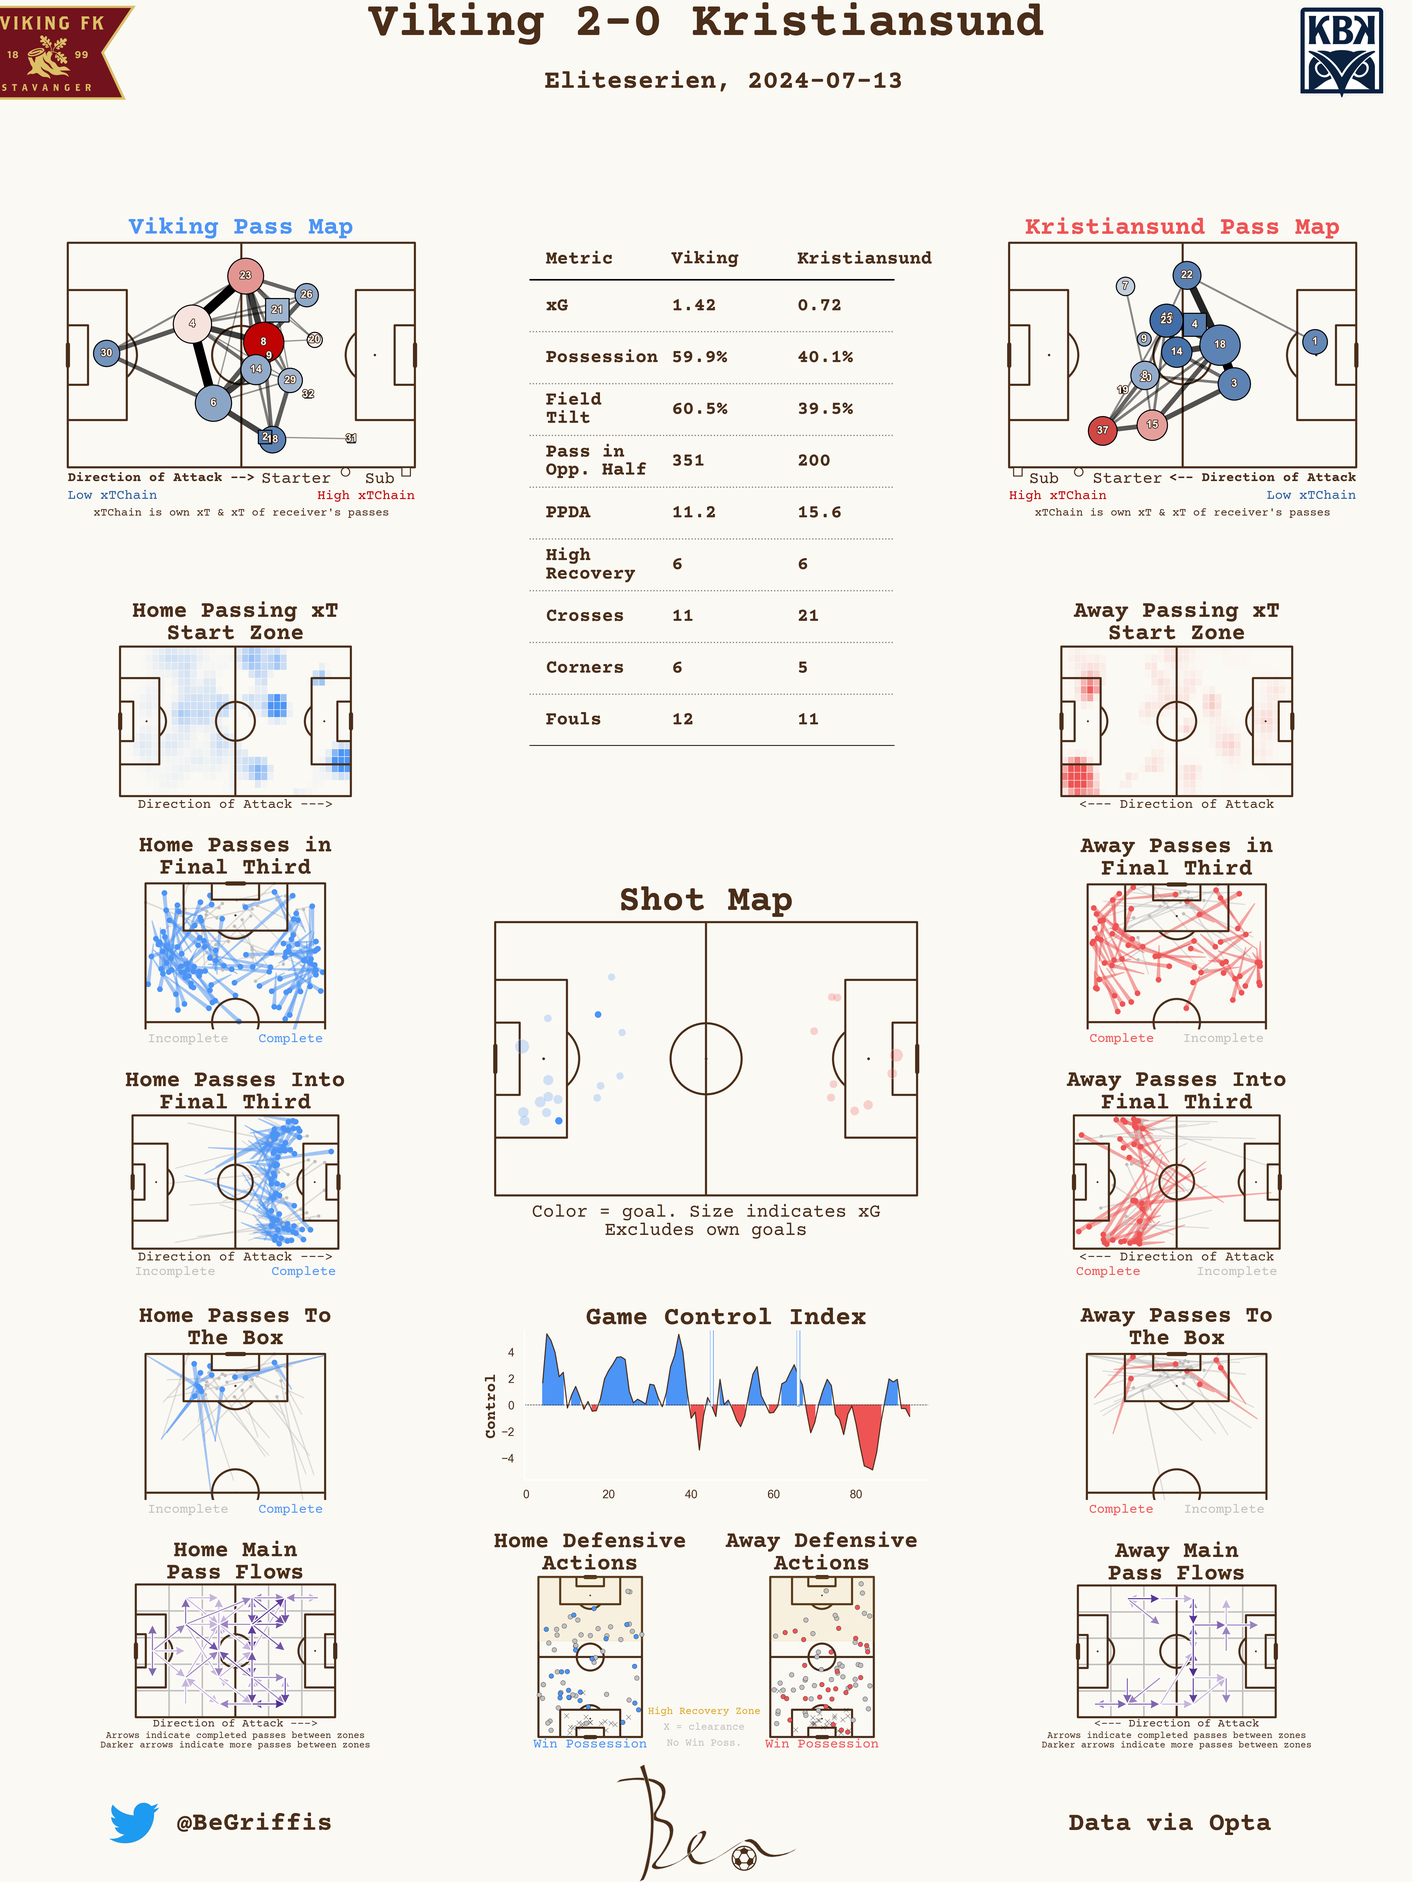 VIKING FK
18 99
STAVANGER
Viking 2-0 Kristiansund
Eliteserien, 2024-07-13
KBK
Viking Pass Map
23
26
21
4
8
20
9
30
14
29
32
6
2
18
31
Direction of Attack --> Starter Sub
Low xTChain High xTChain
xTChain is own xT & xT of receiver's passes
Metric Viking Kristiansund
xG 1.42 0.72
Possession 59.9% 40.1%
Field Tilt 60.5% 39.5%
Pass in Opp. Half 351 200
PPDA 11.2 15.6
High Recovery 6 6
Crosses 11 21
Corners 6 5
Fouls 12 11
Kristiansund Pass Map
22
7
23
4
9
14
18
1
8
20
19
3
37
15
Sub Starter <-- Direction of Attack
High xTChain Low xTChain
xTChain is own xT & xT of receiver's passes
Home Passing xT
Start Zone
Direction of Attack --->
Away Passing xT
Start Zone
<--- Direction of Attack
Home Passes in
Final Third
Incomplete Complete
Away Passes in
Final Third
Complete Incomplete
Shot Map
Color = goal. Size indicates xG
Excludes own goals
Home Passes Into
Final Third
Direction of Attack --->
Incomplete Complete
Away Passes Into
Final Third
<--- Direction of Attack
Complete Incomplete
Home Passes To
The Box
Incomplete Complete
Game Control Index
Control
4
2
0
−2
−4
0 20 40 60 80
Away Passes To
The Box
Complete Incomplete
Home Main
Pass Flows
Direction of Attack --->
Arrows indicate completed passes between zones
Darker arrows indicate more passes between zones
Home Defensive
Actions
Win Possession
High Recovery Zone
X = clearance
No Win Poss.
Away Defensive
Actions
Win Possession
Away Main
Pass Flows
<--- Direction of Attack
Arrows indicate completed passes between zones
Darker arrows indicate more passes between zones
@BeGriffis
Ben
Data via Opta